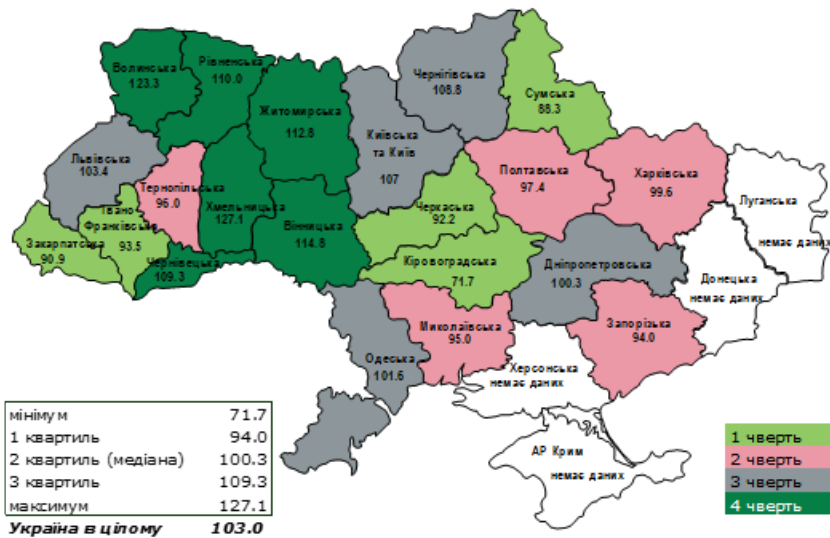 Волинська
123.3
Рівненська
110.0
Житомирська
112.8
Київська
та Київ
107
Чернігівська
108.8
Сумська
88.3
Львівська
103.4
Тернопільська
96.0
Хмельницька
127.1
Вінницька
114.8
Черкаська
92.2
Полтавська
97.4
Харківська
99.6
Луганська
немає даних
Івано
Франківська
93.5
Закарпатська
90.9
Чернівецька
109.3
Кіровоградська
71.7
Дніпропетровська
100.3
Донецька
немає даних
Одеська
101.6
Миколаївська
95.0
Запорізька
94.0
Херсонська
немає даних
АР Крим
немає даних
мінімум 71.7
1 квартиль 94.0
2 квартиль (медіана) 100.3
3 квартиль 109.3
максимум 127.1
Україна в цілому 103.0
1 чверть
2 чверть
3 чверть
4 чверть